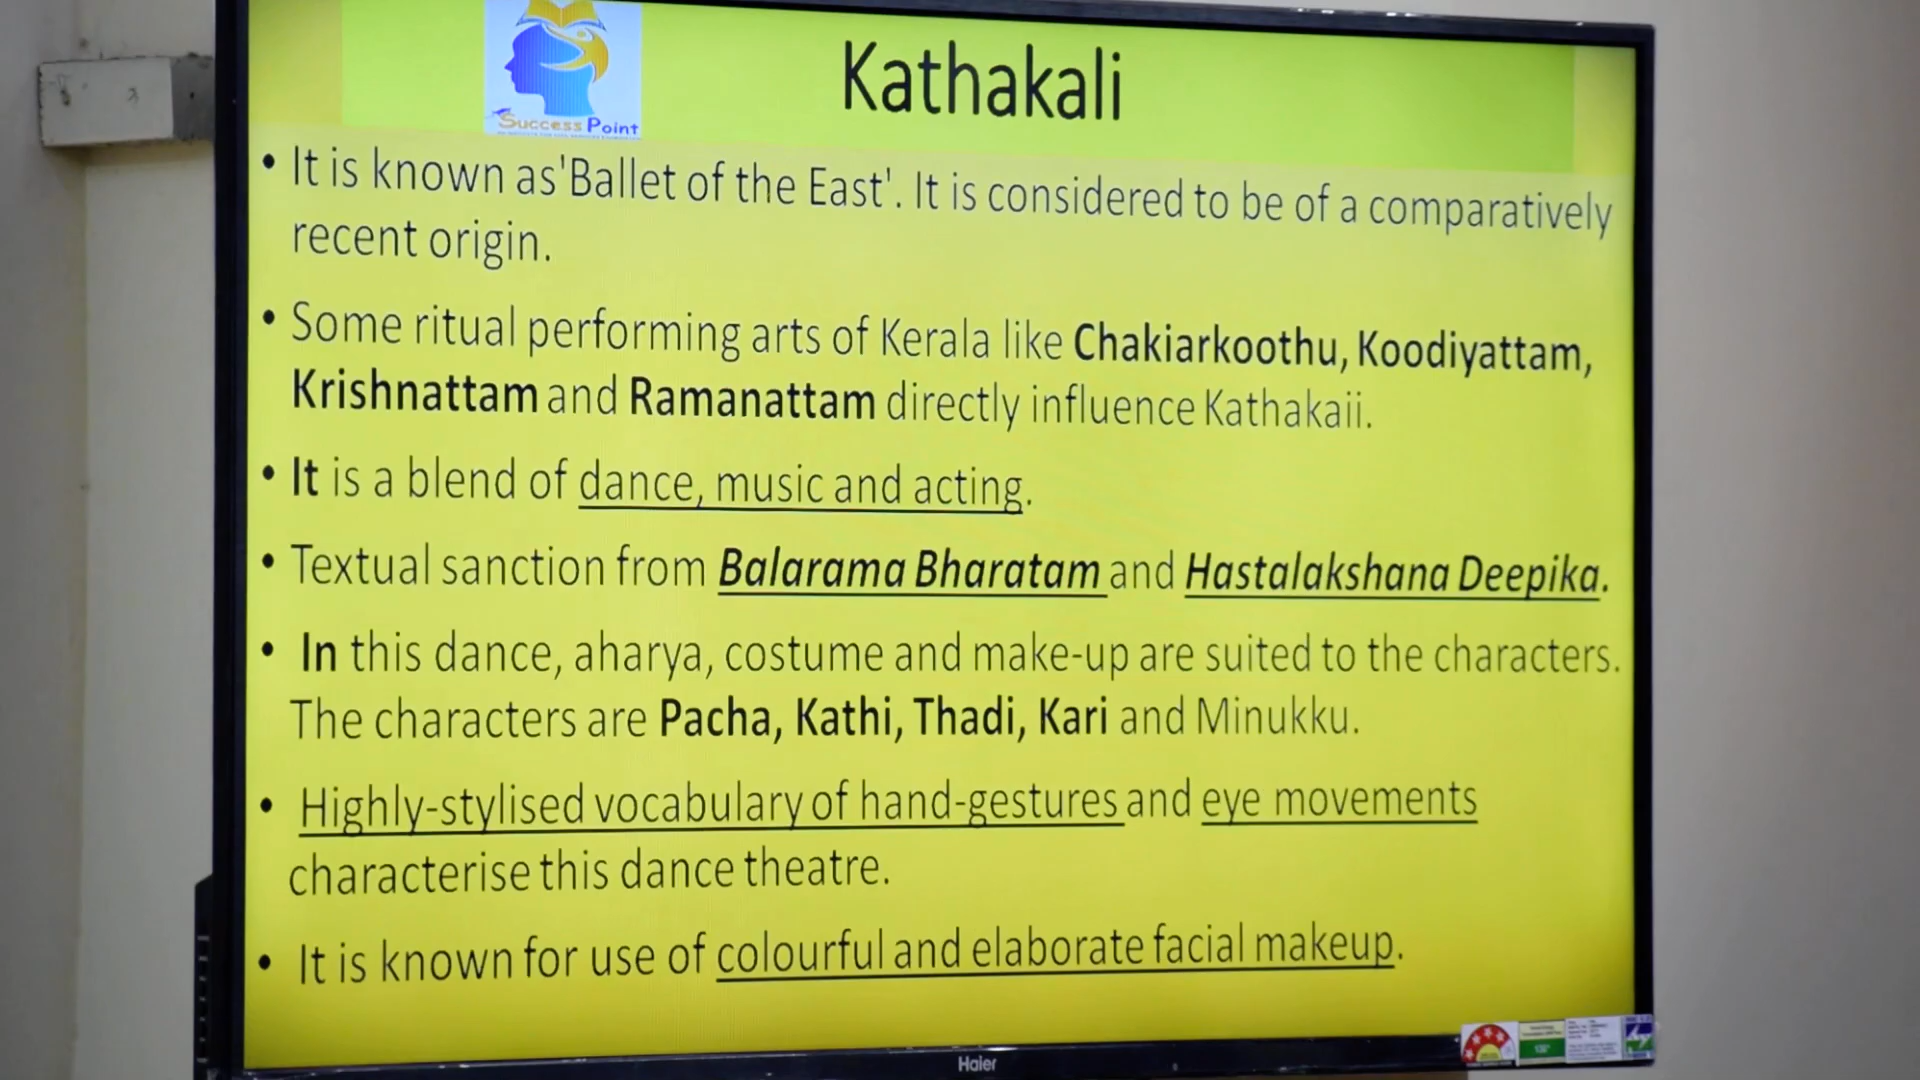 Success Point
Kathakali
• It is known as'Ballet of the East'. It is considered to be of a comparatively
recent origin.
• Some ritual performing arts of Kerala like Chakiarkoothu, Koodiyattam,
Krishnattam and Ramanattam directly influence Kathakaii.
• It is a blend of dance, music and acting.
• Textual sanction from Balarama Bharatam and Hastalakshana Deepika.
• In this dance, aharya, costume and make-up are suited to the characters.
The characters are Pacha, Kathi, Thadi, Kari and Minukku.
• Highly-stylised vocabulary of hand-gestures and eye movements
characterise this dance theatre.
• It is known for use of colourful and elaborate facial makeup.
Haier